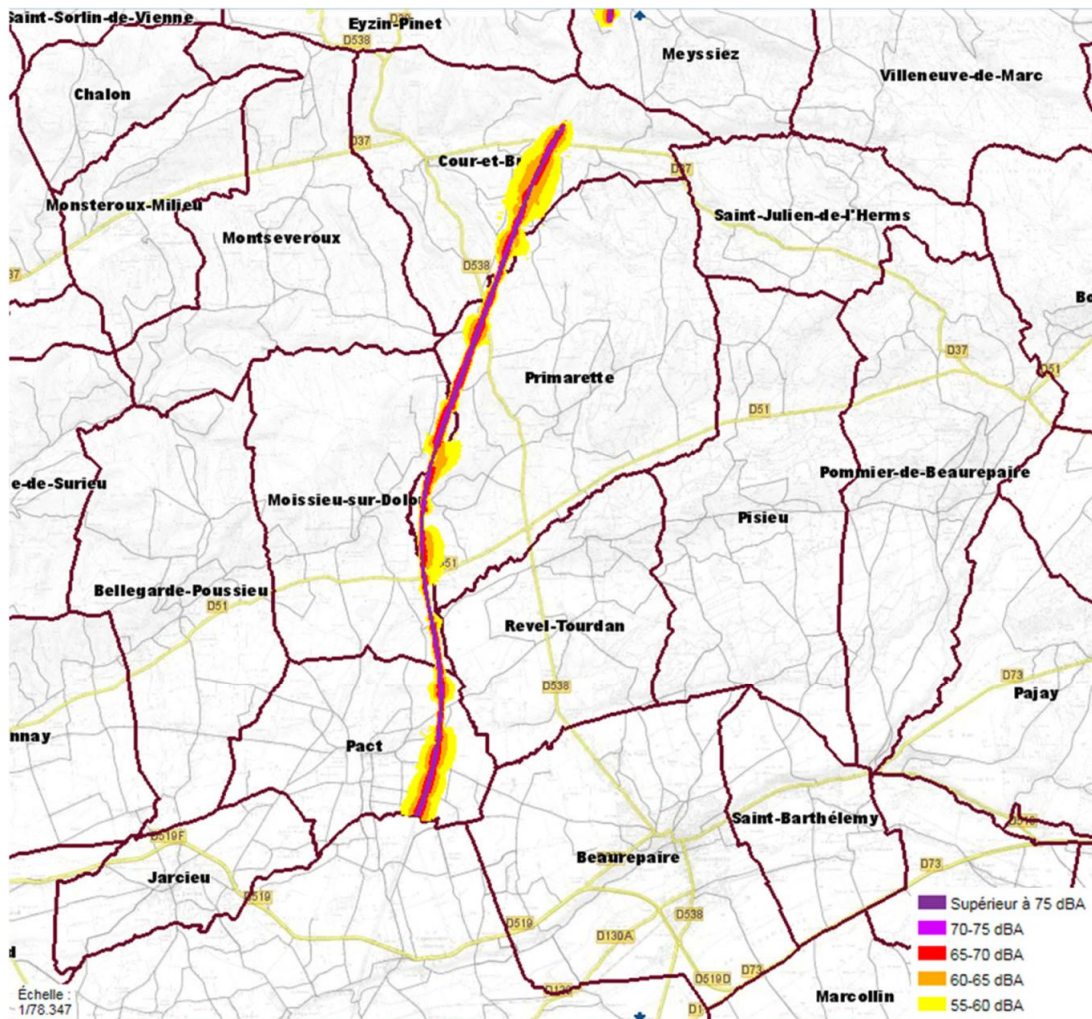 Saint-Sorlin-de-Vienne
Eyzin-Pinet
D538
Meyssiez
Villeneuve-de-Marc
Chalon
D37
Cour-et-B
D37
Monsteroux-Milieu
Saint-Julien-de-l'Herms
Montseveroux
D538
37
Bo
D37
D51
Primarette
D51
e-de-Surieu
Moissieu-sur-Dolo
Pommier-de-Beaurepaire
Pisieu
51
Bellegarde-Poussieu
D51
Revel-Tourdan
D73
D538
Pajay
nnay
Pact
Saint-Barthélemy
D519F
Beaurepaire
D73
Jarcieu
D519
D519
D538
D130A
D73
D519D
Marcollin
Échelle :
1/78.347
Supérieur à 75 dBA
70-75 dBA
65-70 dBA
60-65 dBA
55-60 dBA